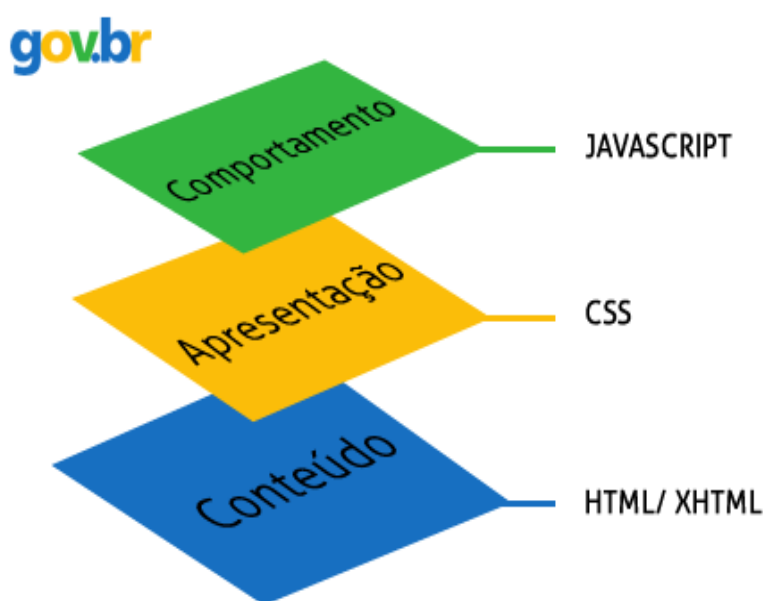 gov.br
Comportamento
JAVASCRIPT
Apresentação
CSS
Conteúdo
HTML/ XHTML